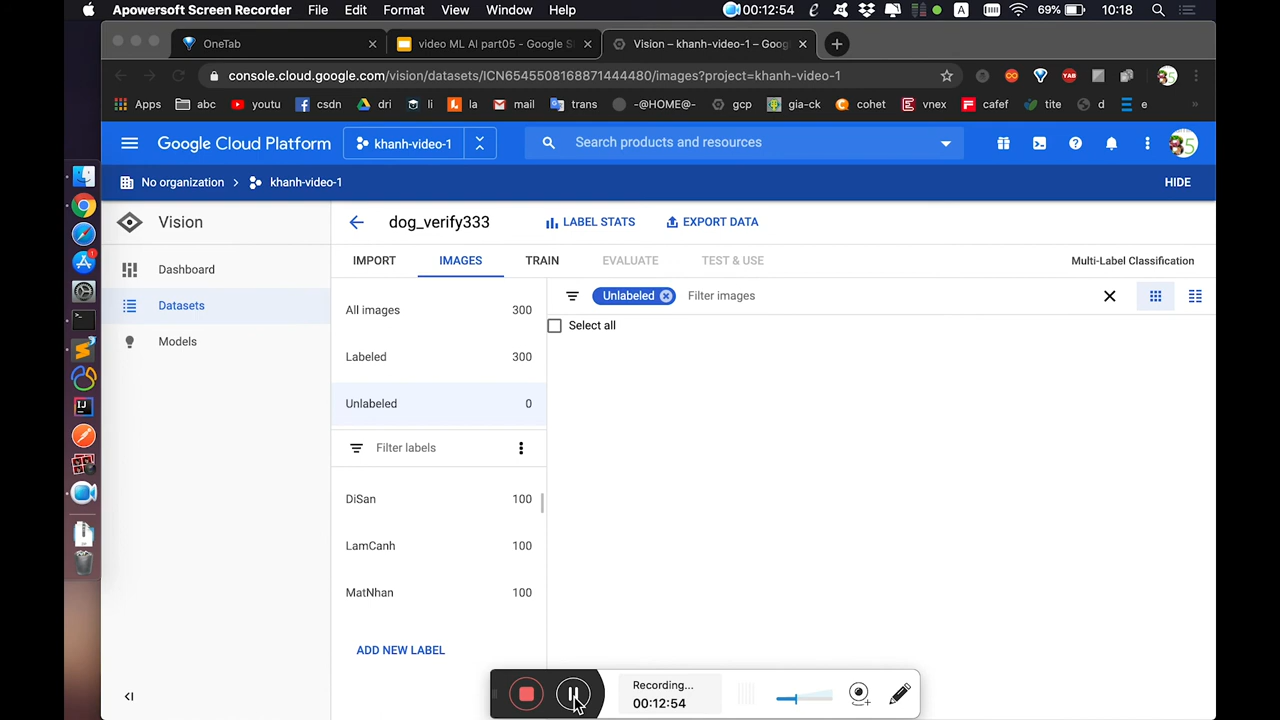 Apowersoft Screen Recorder File Edit Format View Window Help 00:12:54 A 69% 10:18
OneTab video ML AI part05 - Google S Vision – khanh-video-1 – Goog
console.cloud.google.com/vision/datasets/ICN6545508168871444480/images?project=khanh-video-1
Apps abc youtu csdn dri li la mail trans -@HOME@- gcp gia-ck cohet vnex cafef tite d e »
Google Cloud Platform khanh-video-1 Search products and resources
No organization khanh-video-1 HIDE
Vision dog_verify333 LABEL STATS EXPORT DATA
IMPORT IMAGES TRAIN EVALUATE TEST & USE Multi-Label Classification
Dashboard
Datasets
Models
All images 300
Labeled 300
Unlabeled 0
Filter labels
DiSan 100
LamCanh 100
MatNhan 100
ADD NEW LABEL
Unlabeled Filter images
Select all
Recording...
00:12:54